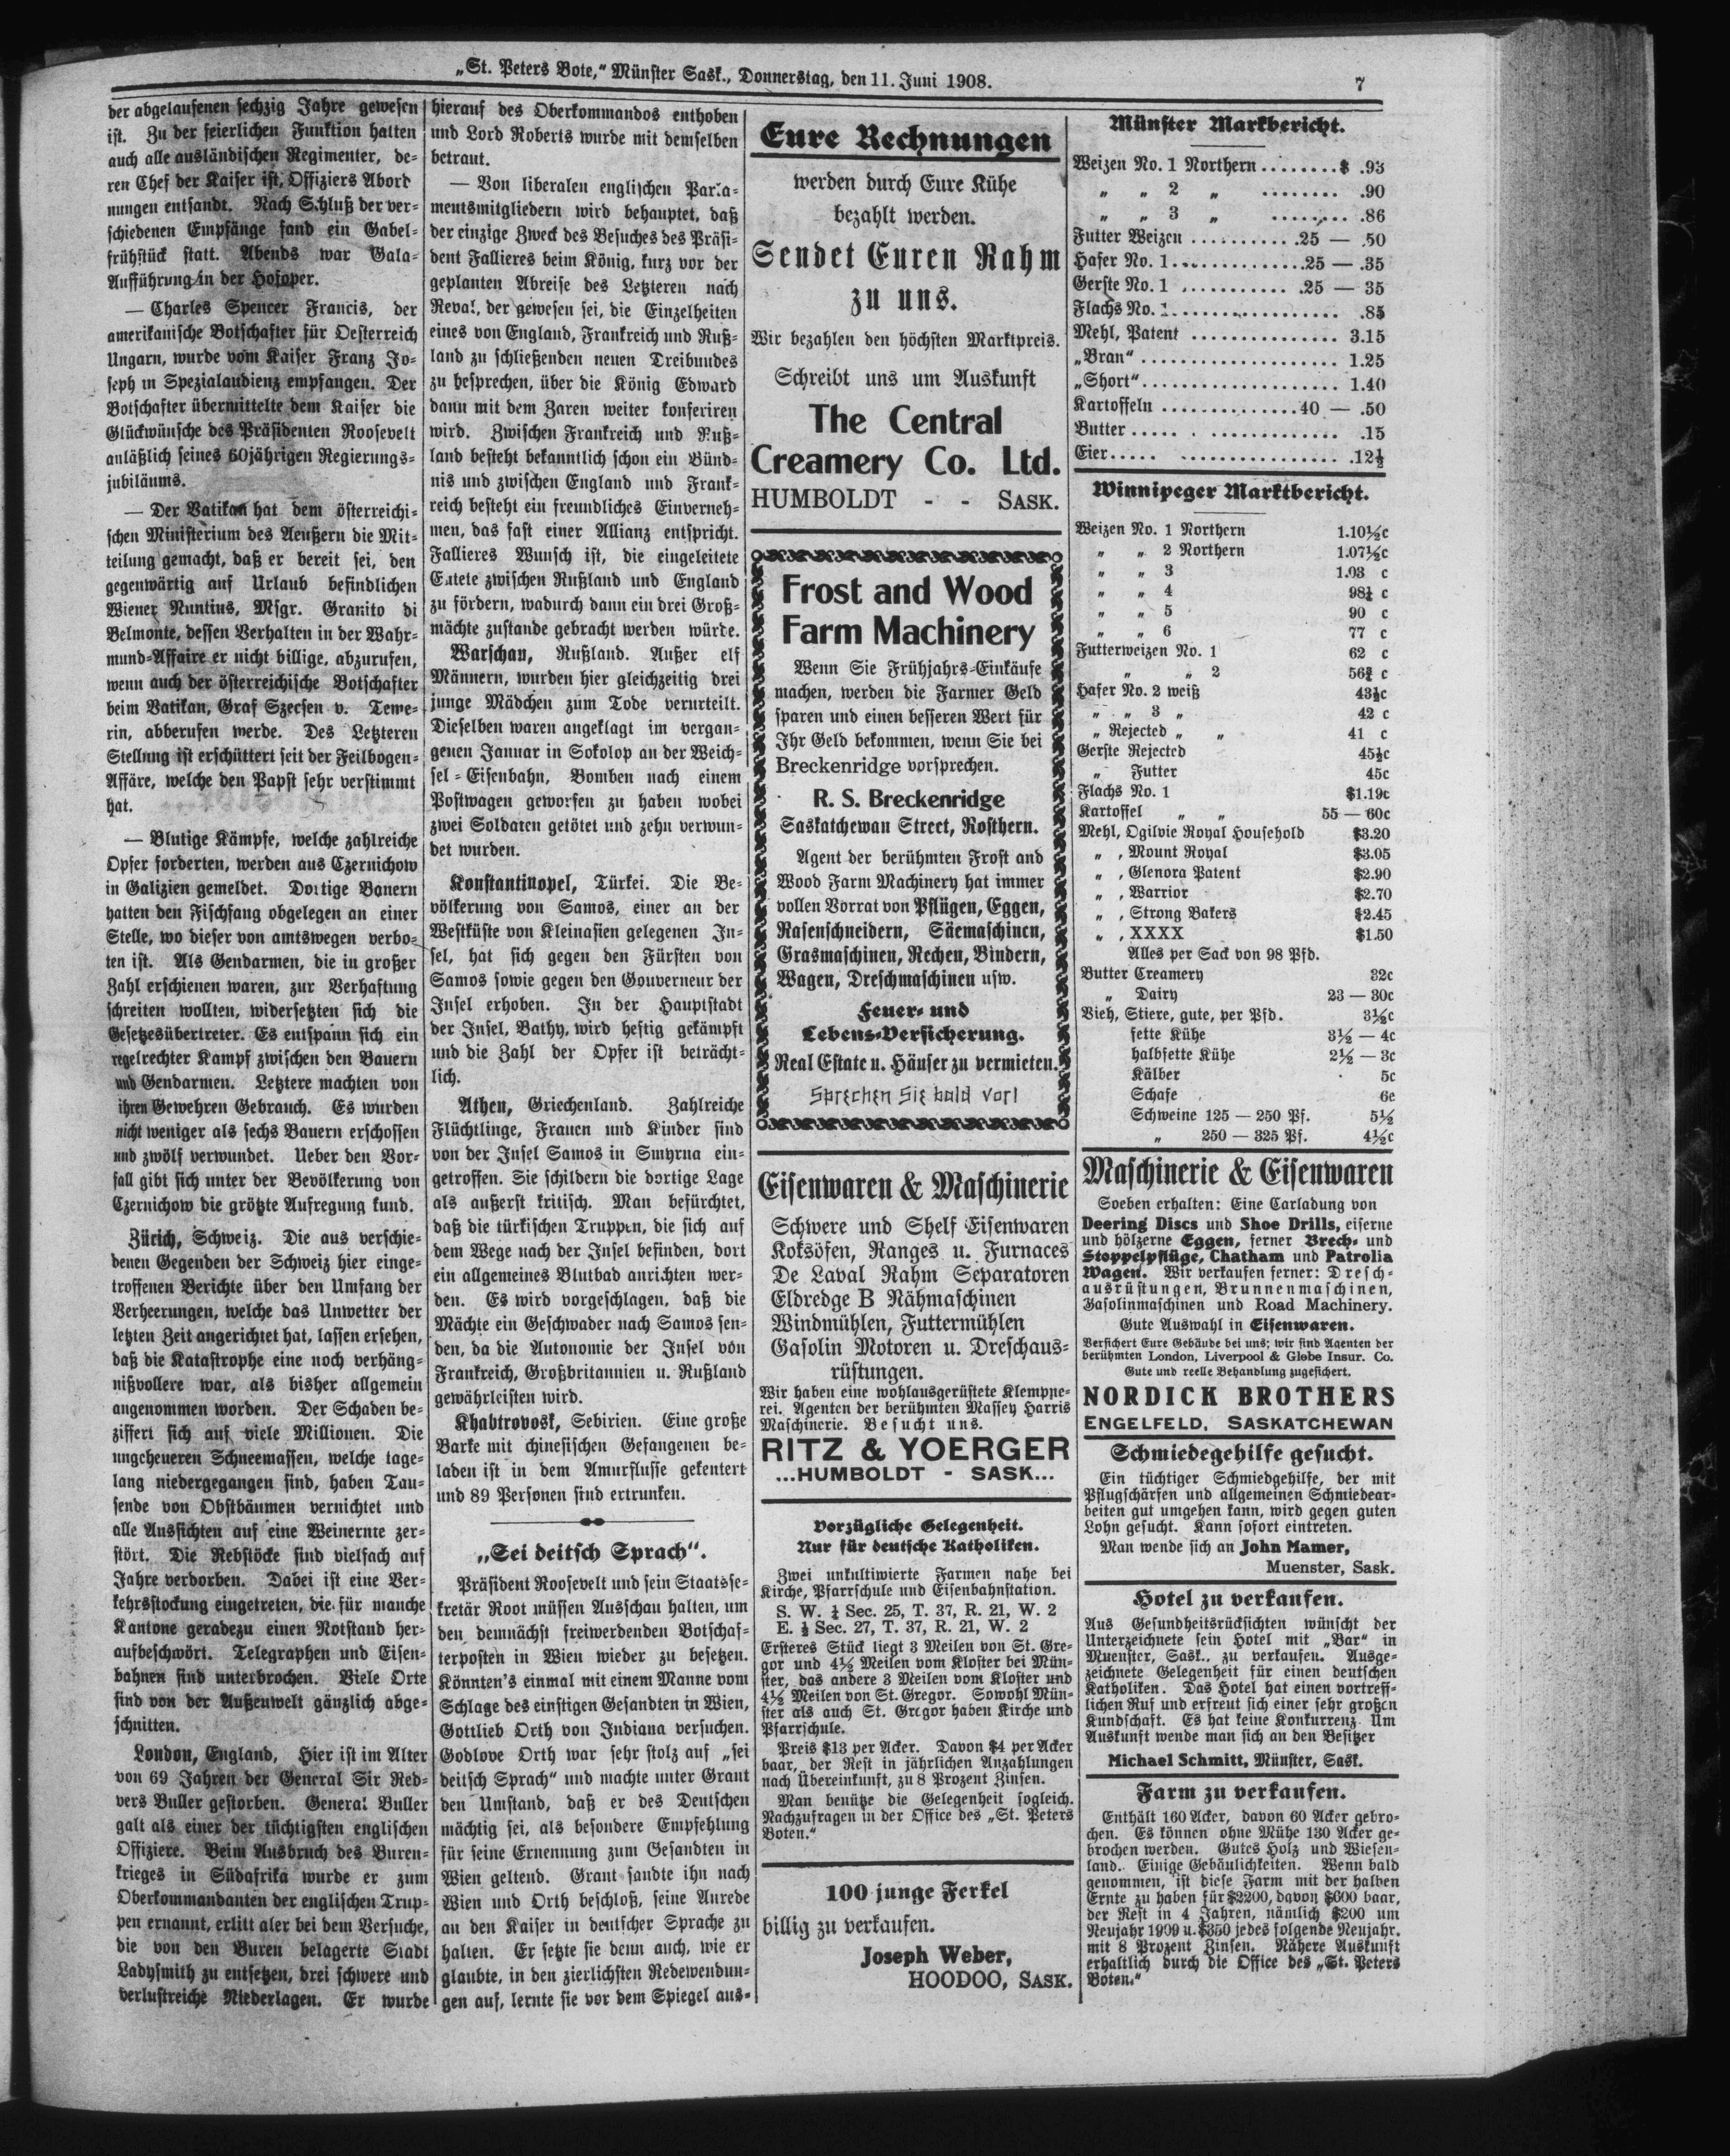 „St. Peters Bote,“ Münster Sask., Donnerstag, den 11. Juni 1908.
7
der abgelaufenen sechzig Jahre gewesen
ist. Zu der feierlichen Funktion hatten
auch alle ausländischen Regimenter, de-
ren Chef der Kaiser ist, Offiziers Abord
nungen entsandt. Nach Schluß der ver-
schiedenen Empfänge fand ein Gabel-
frühstück statt. Abends war Gala-
Aufführung in der Hofoper.
— Charles Spencer Francis, der
amerikanische Botschafter für Oesterreich
Ungarn, wurde vom Kaiser Franz Jo-
seph in Spezialaudienz empfangen. Der
Botschafter übermittelte dem Kaiser die
Glückwünsche des Präsidenten Roosevelt
anläßlich seines 60jährigen Regierungs-
jubiläums.
— Der Vatikan hat dem österreichi-
schen Ministerium des Aeußern die Mit-
teilung gemacht, daß er bereit sei, den
gegenwärtig auf Urlaub befindlichen
Wiener Nuntius, Msgr. Granito di
Belmonte, dessen Verhalten in der Wahr-
mund-Affaire er nicht billige, abzurufen,
wenn auch der österreichische Botschafter
beim Vatikan, Graf Szecsen v. Teme-
rin, abberufen werde. Des Letzteren
Stellung ist erschüttert seit der Feilbogen-
Affäre, welche den Papst sehr verstimmt
hat.
— Blutige Kämpfe, welche zahlreiche
Opfer forderten, werden aus Czernichow
in Galizien gemeldet. Dortige Bauern
hatten den Fischfang obgelegen an einer
Stelle, wo dieser von amtswegen verbo-
ten ist. Als Gendarmen, die in großer
Zahl erschienen waren, zur Verhaftung
schreiten wollten, widersetzten sich die
Gesetzesübertreter. Es entspann sich ein
regelrechter Kampf zwischen den Bauern
und Gendarmen. Letztere machten von
ihren Gewehren Gebrauch. Es wurden
nicht weniger als sechs Bauern erschossen
und zwölf verwundet. Ueber den Vor-
fall gibt sich unter der Bevölkerung von
Czernichow die größte Aufregung kund.
Zürich, Schweiz. Die aus verschie-
denen Gegenden der Schweiz hier einge-
troffenen Berichte über den Umfang der
Verheerungen, welche das Unwetter der
letzten Zeit angerichtet hat, lassen ersehen,
daß die Katastrophe eine noch verhäng-
nißvollere war, als bisher allgemein
angenommen worden. Der Schaden be-
ziffert sich auf viele Millionen. Die
ungeheueren Schneemassen, welche tage-
lang niedergegangen sind, haben Tau-
sende von Obstbäumen vernichtet und
alle Aussichten auf eine Weinernte zer-
stört. Die Rebstöcke sind vielfach auf
Jahre verdorben. Dabei ist eine Ver-
kehrsstockung eingetreten, die für manche
Kantone geradezu einen Notstand her-
aufbeschwört. Telegraphen und Eisen-
bahnen sind unterbrochen. Viele Orte
sind von der Außenwelt gänzlich abge-
schnitten.
London, England, Hier ist im Alter
von 69 Jahren der General Sir Red-
vers Buller gestorben. General Buller
galt als einer der tüchtigsten englischen
Offiziere. Beim Ausbruch des Buren-
krieges in Südafrika wurde er zum
Oberkommandanten der englischen Trup-
pen ernannt, erlitt aler bei dem Versuche,
die von den Buren belagerte Stadt
Ladysmith zu entsetzen, drei schwere und
verlustreiche Niederlagen. Er wurde
hierauf des Oberkommandos enthoben
und Lord Roberts wurde mit demselben
betraut.
— Von liberalen englischen Parla-
mentsmitgliedern wird behauptet, daß
der einzige Zweck des Besuches des Präsi-
dent Fallieres beim König, kurz vor der
geplanten Abreise des Letzteren nach
Reval, der gewesen sei, die Einzelheiten
eines von England, Frankreich und Ruß-
land zu schließenden neuen Dreibundes
zu besprechen, über die König Edward
dann mit dem Zaren weiter konferiren
wird. Zwischen Frankreich und Ruß-
land besteht bekanntlich schon ein Bünd-
nis und zwischen England und Frank-
reich besteht ein freundliches Einverneh-
men, das fast einer Allianz entspricht.
Fallieres Wunsch ist, die eingeleitete
Entete zwischen Rußland und England
zu fördern, wadurch dann ein drei Groß-
mächte zustande gebracht werden würde.
Warschau, Rußland. Außer elf
Männern, wurden hier gleichzeitig drei
junge Mädchen zum Tode verurteilt.
Dieselben waren angeklagt im vergan-
genen Januar in Sokolop an der Weich-
sel-Eisenbahn, Bomben nach einem
Postwagen geworfen zu haben wobei
zwei Soldaten getötet und zehn verwun-
det wurden.
Konstantinopel, Türkei. Die Be-
völkerung von Samos, einer an der
Westküste von Kleinasien gelegenen In-
sel, hat sich gegen den Fürsten von
Samos sowie gegen den Gouverneur der
Insel erhoben. In der Hauptstadt
der Insel, Bathy, wird heftig gekämpft
und die Zahl der Opfer ist beträcht-
lich.
Athen, Griechenland. Zahlreiche
Flüchtlinge, Frauen und Kinder sind
von der Insel Samos in Smyrna ein-
getroffen. Sie schildern die dortige Lage
als äußerst kritisch. Man befürchtet,
daß die türkischen Truppen, die sich auf
dem Wege nach der Insel befinden, dort
ein allgemeines Blutbad anrichten wer-
den. Es wird vorgeschlagen, daß die
Mächte ein Geschwader nach Samos sen-
den, da die Autonomie der Insel von
Frankreich, Großbritannien u. Rußland
gewährleisten wird.
Khabtrovosk, Sebirien. Eine große
Barke mit chinesischen Gefangenen be-
laden ist in dem Amurflusse gekentert
und 89 Personen sind ertrunken.
„Sei deitsch Sprach“.
Präsident Roosevelt und sein Staatsse-
kretär Root müssen Ausschau halten, um
den demnächst freiwerdenden Botschaf-
terposten in Wien wieder zu besetzen.
Könnten's einmal mit einem Manne vom
Schlage des einstigen Gesandten in Wien,
Gottlieb Orth von Indiana versuchen.
Godlove Orth war sehr stolz auf „sei
deitsch Sprach“ und machte unter Grant
den Umstand, daß er des Deutschen
mächtig sei, als besondere Empfehlung
für seine Ernennung zum Gesandten in
Wien geltend. Grant sandte ihn nach
Wien und Orth beschloß, seine Anrede
an den Kaiser in deutscher Sprache zu
halten. Er setzte sie denn auch, wie er
glaubte, in den zierlichsten Redewendun-
gen auf, lernte sie vor dem Spiegel aus-
Eure Rechnungen
werden durch Eure Kühe
bezahlt werden.
Sendet Euren Rahm
zu uns.
Wir bezahlen den höchsten Marktpreis.
Schreibt uns um Auskunft
The Central
Creamery Co. Ltd.
HUMBOLDT - - SASK.
Frost and Wood
Farm Machinery
Wenn Sie Frühjahrs-Einkäufe
machen, werden die Farmer Geld
sparen und einen besseren Wert für
Ihr Geld bekommen, wenn Sie bei
Breckenridge vorsprechen.
R. S. Breckenridge
Saskatchewan Street, Rosthern.
Agent der berühmten Frost and
Wood Farm Machinery hat immer
vollen Vorrat von Pflügen, Eggen,
Rasenschneidern, Säemaschinen,
Grasmaschinen, Rechen, Bindern,
Wagen, Dreschmaschinen usw.
Feuer- und
Lebens-Versicherung.
Real Estate u. Häuser zu vermieten.
Sprechen Sie bald vor!
Eisenwaren & Maschinerie
Schwere und Shelf Eisenwaren
Koksöfen, Ranges u. Furnaces
De Laval Rahm Separatoren
Eldredge B Nähmaschinen
Windmühlen, Futtermühlen
Gasolin Motoren u. Dreschaus-
rüstungen.
Wir haben eine wohlausgerüstete Klempne-
rei. Agenten der berühmten Massey Harris
Maschinerie. Besucht uns.
RITZ & YOERGER
...HUMBOLDT - SASK...
Vorzügliche Gelegenheit.
Nur für deutsche Katholiken.
Zwei unkultiwierte Farmen nahe bei
Kirche, Pfarrschule und Eisenbahnstation.
S. W. ¼ Sec. 25, T. 37, R. 21, W. 2
E. ½ Sec. 27, T. 37, R. 21, W. 2
Ersteres Stück liegt 3 Meilen von St. Gre-
gor und 4½ Meilen vom Kloster bei Mün-
ster, das andere 3 Meilen vom Kloster und
4½ Meilen von St. Gregor. Sowohl Mün-
ster als auch St. Gregor haben Kirche und
Pfarrschule.
Preis $13 per Acker. Davon $4 per Acker
baar, der Rest in jährlichen Anzahlungen
nach Übereinkunft, zu 8 Prozent Zinsen.
Man benütze die Gelegenheit sogleich.
Nachzufragen in der Office des „St. Peters
Boten.“
100 junge Ferkel
billig zu verkaufen.
Joseph Weber,
HOODOO, SASK.
Münster Markbericht.
Weizen No. 1 Northern ........ $ .93
„ „ 2 „ ........ .90
„ „ 3 „ ........ .86
Futter Weizen ........... .25 — .50
Hafer No. 1 .............. .25 — .35
Gerste No. 1 ........... .25 — 35
Flachs No. 1 .................. .85
Mehl, Patent ............... 3.15
„Bran“ .................... 1.25
„Short“ .................... 1.40
Kartoffeln .............. 40 — .50
Butter ..... . ............. .15
Eier ..... ................ .12½
Winnipeger Marktbericht.
Weizen No. 1 Northern 1.10½c
„ „ 2 Northern 1.07½c
„ „ 3 1.03 c
„ „ 4 98½ c
„ „ 5 90 c
„ „ 6 77 c
Futterweizen No. 1 62 c
„ „ 2 56¾ c
Hafer No. 2 weiß 43½c
„ „ 3 „ 42 c
„ Rejected „ „ 41 c
Gerste Rejected 45½c
„ Futter 45c
Flachs No. 1 $1.19c
Kartoffel „ „ 55 — 60c
Mehl, Ogilvie Royal Household $3.20
„ , Mount Royal $3.05
„ , Glenora Patent $2.90
„ , Warrior $2.70
„ , Strong Bakers $2.45
„ , XXXX $1.50
Alles per Sack von 98 Pfd.
Butter Creamery 32c
„ Dairy 23 — 30c
Vieh, Stiere, gute, per Pfd. 3½c
fette Kühe 3½ — 4c
halbfette Kühe 2½ — 3c
Kälber 5c
Schafe 6c
Schweine 125 — 250 Pf. 5½
„ 250 — 325 Pf. 4½c
Maschinerie & Eisenwaren
Soeben erhalten: Eine Carladung von
Deering Discs und Shoe Drills, eiserne
und hölzerne Eggen, ferner Brech- und
Stoppelpflüge, Chatham und Patrolia
Wagen. Wir verkaufen ferner: Dresch-
ausrüstungen, Brunnenmaschinen,
Gasolinmaschinen und Road Machinery.
Gute Auswahl in Eisenwaren.
Versichert Eure Gebäude bei uns; wir sind Agenten der
berühmten London, Liverpool & Globe Insur. Co.
Gute und reelle Behandlung zugesichert.
NORDICK BROTHERS
ENGELFELD, SASKATCHEWAN
Schmiedegehilfe gesucht.
Ein tüchtiger Schmiedgehilfe, der mit
Pflugschärfen und allgemeinen Schmiedear-
beiten gut umgehen kann, wird gegen guten
Lohn gesucht. Kann sofort eintreten.
Man wende sich an John Mamer,
Muenster, Sask.
Hotel zu verkaufen.
Aus Gesundheitsrücksichten wünscht der
Unterzeichnete sein Hotel mit „Bar“ in
Muenster, Sask., zu verkaufen. Ausge-
zeichnete Gelegenheit für einen deutschen
Katholiken. Das Hotel hat einen vortreff-
lichen Ruf und erfreut sich einer sehr großen
Kundschaft. Es hat keine Konkurrenz. Um
Auskunft wende man sich an den Besitzer
Michael Schmitt, Münster, Sask.
Farm zu verkaufen.
Enthält 160 Acker, davon 60 Acker gebro-
chen. Es können ohne Mühe 130 Acker ge-
brochen werden. Gutes Holz und Wiesen-
land. Einige Gebäulichkeiten. Wenn bald
genommen, ist diese Farm mit der halben
Ernte zu haben für $2200, davon $600 baar,
der Rest in 4 Jahren, nämlich $200 um
Neujahr 1909 u. $350 jedes folgende Neujahr.
mit 8 Prozent Zinsen. Nähere Auskunft
erhaltlich durch die Office des „St. Peters
Boten.“